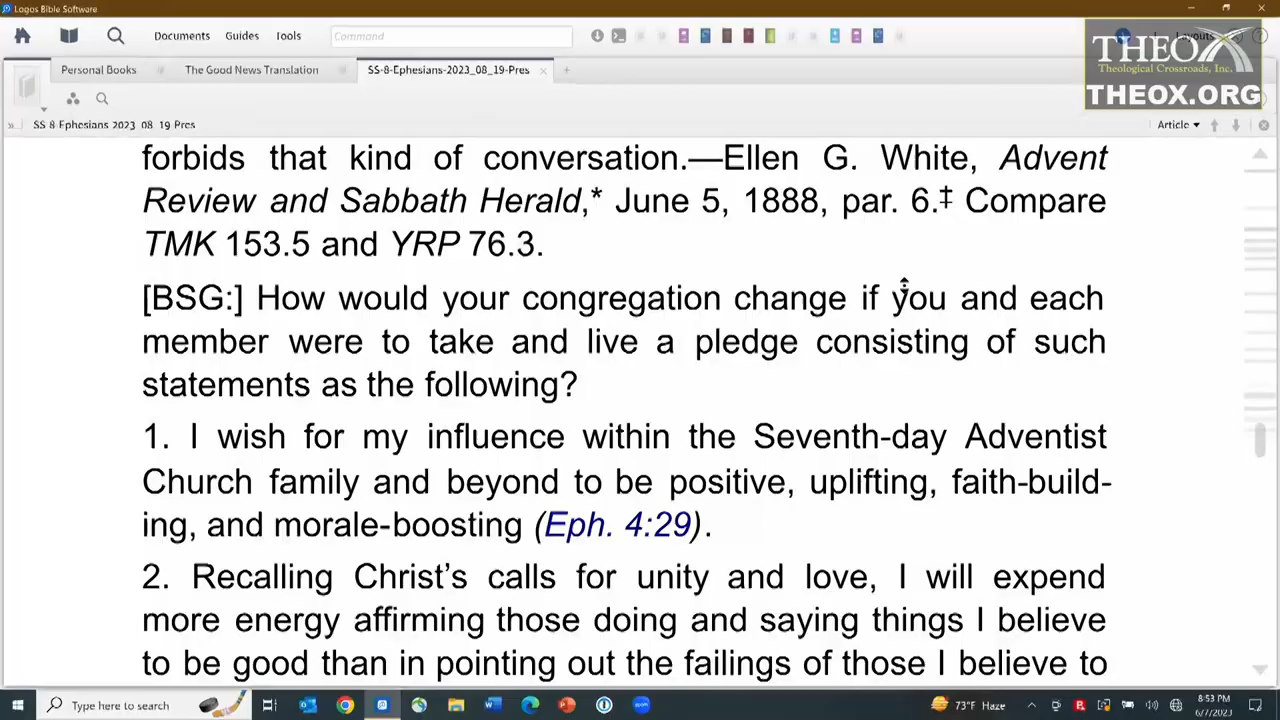 Logos Bible Software
Documents Guides Tools Command Layouts
THEOX
Theological Crossroads, Inc.
THEOX.ORG
Personal Books The Good News Translation SS-8-Ephesians-2023_08_19-Pres
SS-8-Ephesians-2023_08_19-Pres Article
forbids that kind of conversation.—Ellen G. White, Advent
Review and Sabbath Herald,* June 5, 1888, par. 6.‡ Compare
TMK 153.5 and YRP 76.3.
[BSG:] How would your congregation change if you and each
member were to take and live a pledge consisting of such
statements as the following?
1. I wish for my influence within the Seventh-day Adventist
Church family and beyond to be positive, uplifting, faith-build-
ing, and morale-boosting (Eph. 4:29).
2. Recalling Christ's calls for unity and love, I will expend
more energy affirming those doing and saying things I believe
to be good than in pointing out the failings of those I believe to
Type here to search 73°F Haze 8:53 PM
6/7/2023